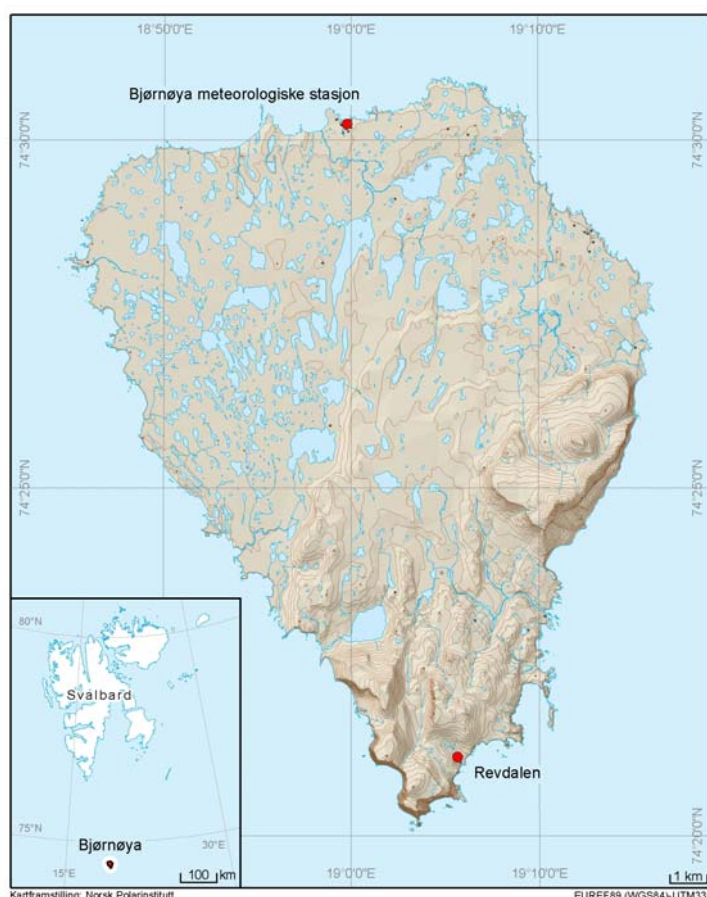 18°50'0"E 19°0'0"E 19°10'0"E
Bjørnøya meteorologiske stasjon
74°30'0"N 74°30'0"N
74°25'0"N 74°25'0"N
80°N
Svalbard
Revdalen
75°N
Bjørnøya
30°E
15°E
100 km
74°20'0"N
19°0'0"E 19°10'0"E
1 km
Kartframstilling: Norsk Polarinstitutt
EUREF89 (WGS84)-UTM33